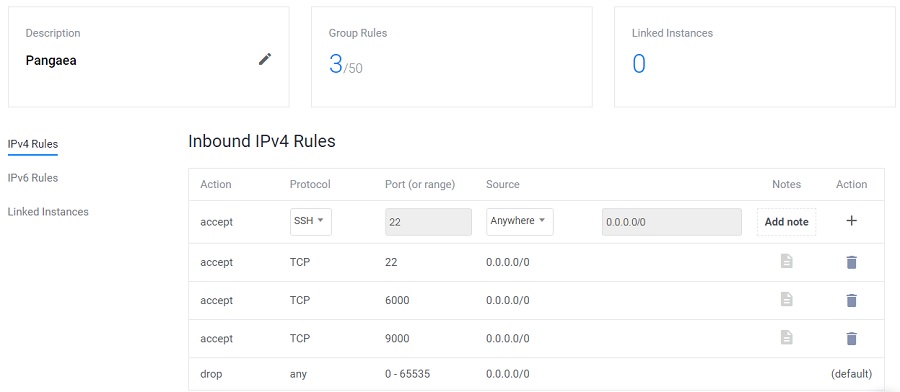 Description
Pangaea
Group Rules
3/50
Linked Instances
0
IPv4 Rules
IPv6 Rules
Linked Instances
Inbound IPv4 Rules
Action Protocol Port (or range) Source Notes Action
accept SSH 22 Anywhere 0.0.0.0/0 Add note +
accept TCP 22 0.0.0.0/0
accept TCP 6000 0.0.0.0/0
accept TCP 9000 0.0.0.0/0
drop any 0 - 65535 0.0.0.0/0 (default)